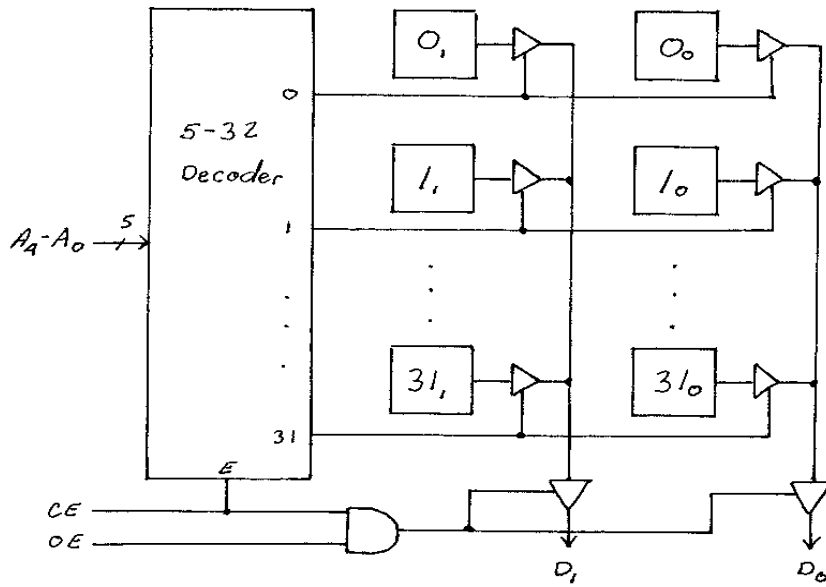 0₁
0₀
0
5-32
Decoder
1₁
1₀
A₄-A₀
5
1
31₁
31₀
31
E
CE
OE
D₁
D₀